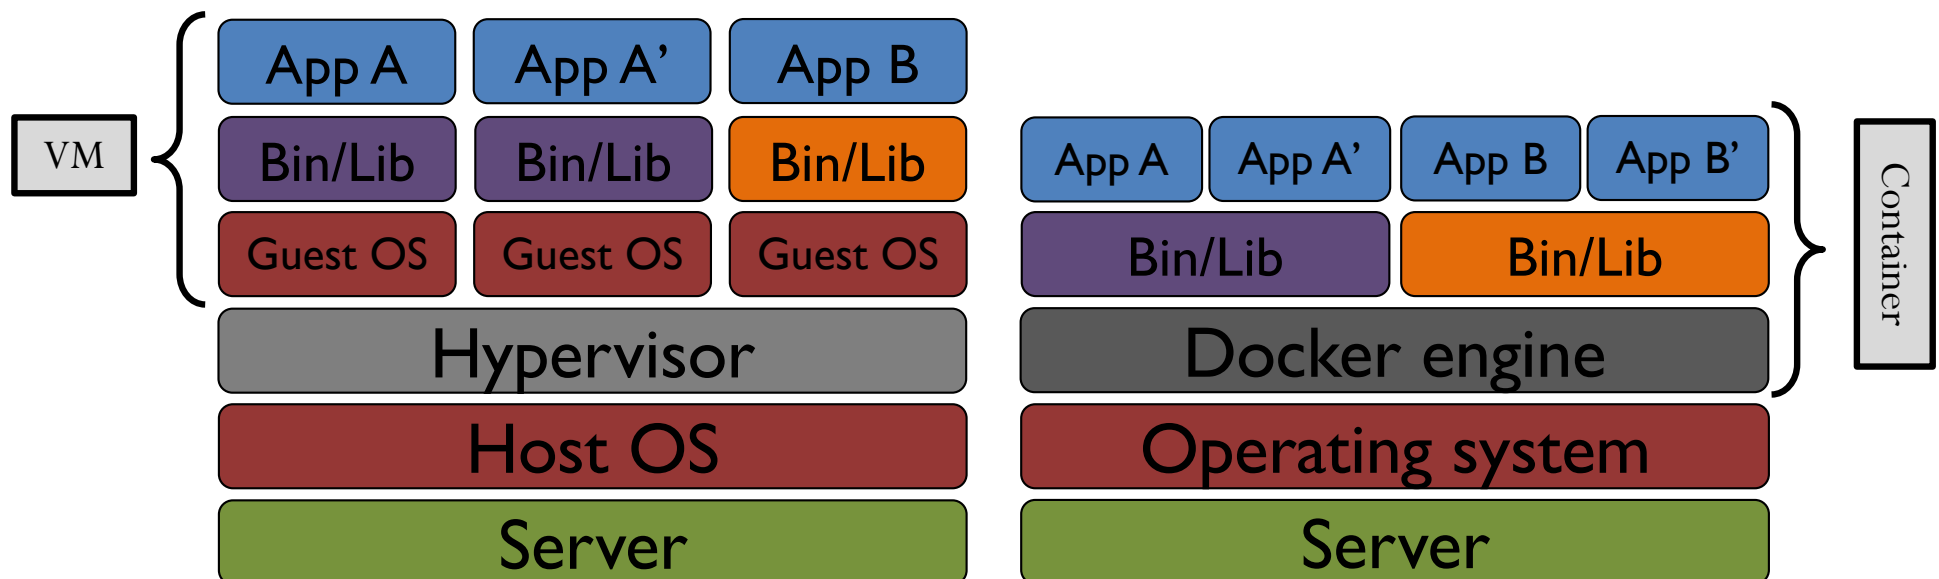 VM
App A
App A’
App B
Bin/Lib
Bin/Lib
Bin/Lib
Guest OS
Guest OS
Guest OS
Hypervisor
Host OS
Server
App A
App A’
App B
App B’
Bin/Lib
Bin/Lib
Docker engine
Operating system
Server
Container